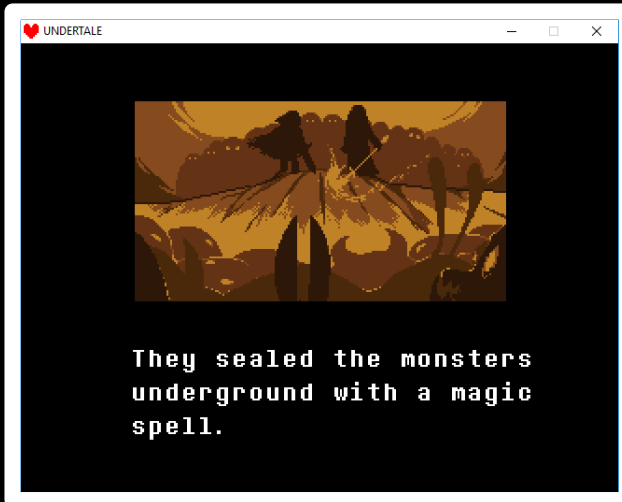 UNDERTALE
They sealed the monsters
underground with a magic
spell.